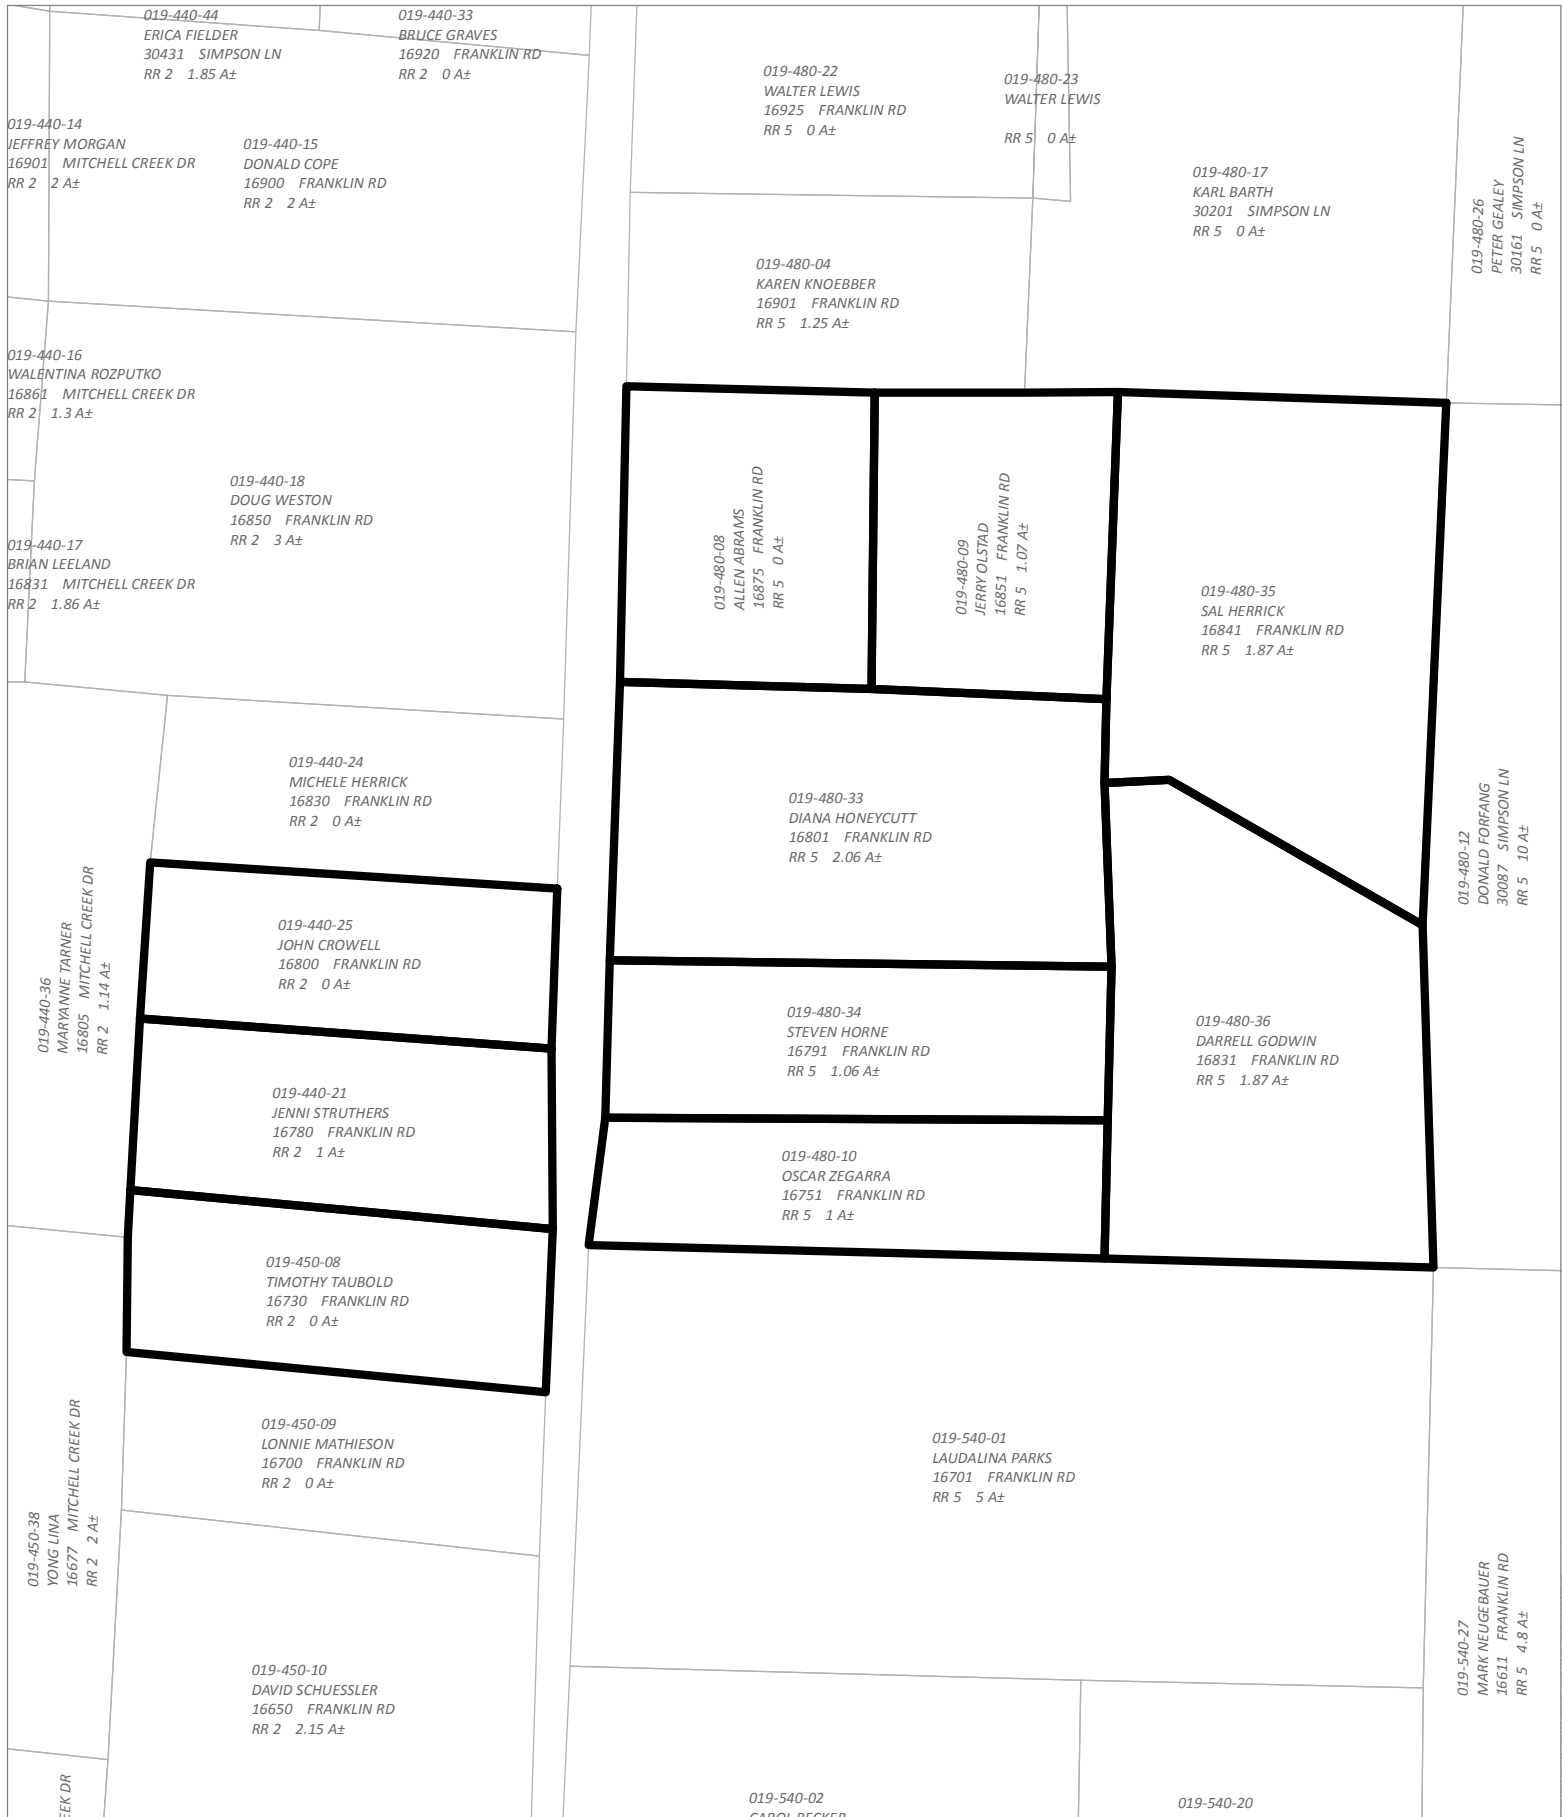 019-440-44
ERICA FIELDER
30431 SIMPSON LN
RR 2 1.85 A±
019-440-33
BRUCE GRAVES
16920 FRANKLIN RD
RR 2 0 A±
019-480-22
WALTER LEWIS
16925 FRANKLIN RD
RR 5 0 A±
019-480-23
WALTER LEWIS
RR 5 0 A±
019-440-14
JEFFREY MORGAN
16901 MITCHELL CREEK DR
RR 2 2 A±
019-440-15
DONALD COPE
16900 FRANKLIN RD
RR 2 2 A±
019-480-17
KARL BARTH
30201 SIMPSON LN
RR 5 0 A±
019-480-26
PETER GEALEY
30161 SIMPSON LN
RR 5 0 A±
019-480-04
KAREN KNOEBBER
16901 FRANKLIN RD
RR 5 1.25 A±
019-440-16
WALENTINA ROZPUTKO
16861 MITCHELL CREEK DR
RR 2 1.3 A±
019-440-18
DOUG WESTON
16850 FRANKLIN RD
RR 2 3 A±
019-440-17
BRIAN LEELAND
16831 MITCHELL CREEK DR
RR 2 1.86 A±
019-480-08
ALLEN ABRAMS
16875 FRANKLIN RD
RR 5 0 A±
019-480-09
JERRY OLSTAD
16851 FRANKLIN RD
RR 5 1.07 A±
019-480-35
SAL HERRICK
16841 FRANKLIN RD
RR 5 1.87 A±
019-440-24
MICHELE HERRICK
16830 FRANKLIN RD
RR 2 0 A±
019-480-33
DIANA HONEYCUTT
16801 FRANKLIN RD
RR 5 2.06 A±
019-480-12
DONALD FORFANG
30087 SIMPSON LN
RR 5 10 A±
019-440-36
MARYANNE TARNER
16805 MITCHELL CREEK DR
RR 2 1.14 A±
019-440-25
JOHN CROWELL
16800 FRANKLIN RD
RR 2 0 A±
019-480-34
STEVEN HORNE
16791 FRANKLIN RD
RR 5 1.06 A±
019-480-36
DARRELL GODWIN
16831 FRANKLIN RD
RR 5 1.87 A±
019-440-21
JENNI STRUTHERS
16780 FRANKLIN RD
RR 2 1 A±
019-480-10
OSCAR ZEGARRA
16751 FRANKLIN RD
RR 5 1 A±
019-450-08
TIMOTHY TAUBOLD
16730 FRANKLIN RD
RR 2 0 A±
019-450-09
LONNIE MATHIESON
16700 FRANKLIN RD
RR 2 0 A±
019-540-01
LAUDALINA PARKS
16701 FRANKLIN RD
RR 5 5 A±
019-450-38
YONG LINA
16677 MITCHELL CREEK DR
RR 2 2 A±
019-540-27
MARK NEUGEBAUER
16611 FRANKLIN RD
RR 5 4.8 A±
019-450-10
DAVID SCHUESSLER
16650 FRANKLIN RD
RR 2 2.15 A±
EEK DR
019-540-02
CAROL BECKER
019-540-20